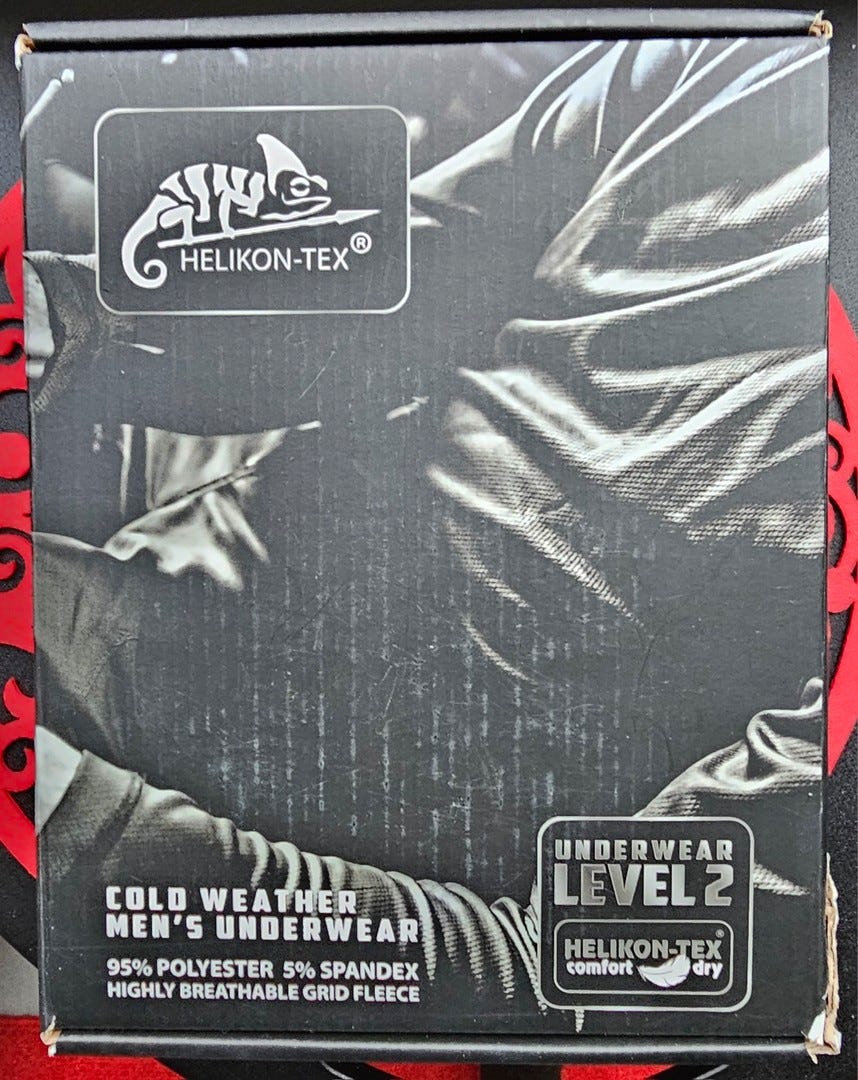 HELIKON-TEX®
UNDERWEAR
LEVEL 2
HELIKON-TEX®
comfort dry
COLD WEATHER
MEN'S UNDERWEAR
95% POLYESTER 5% SPANDEX
HIGHLY BREATHABLE GRID FLEECE